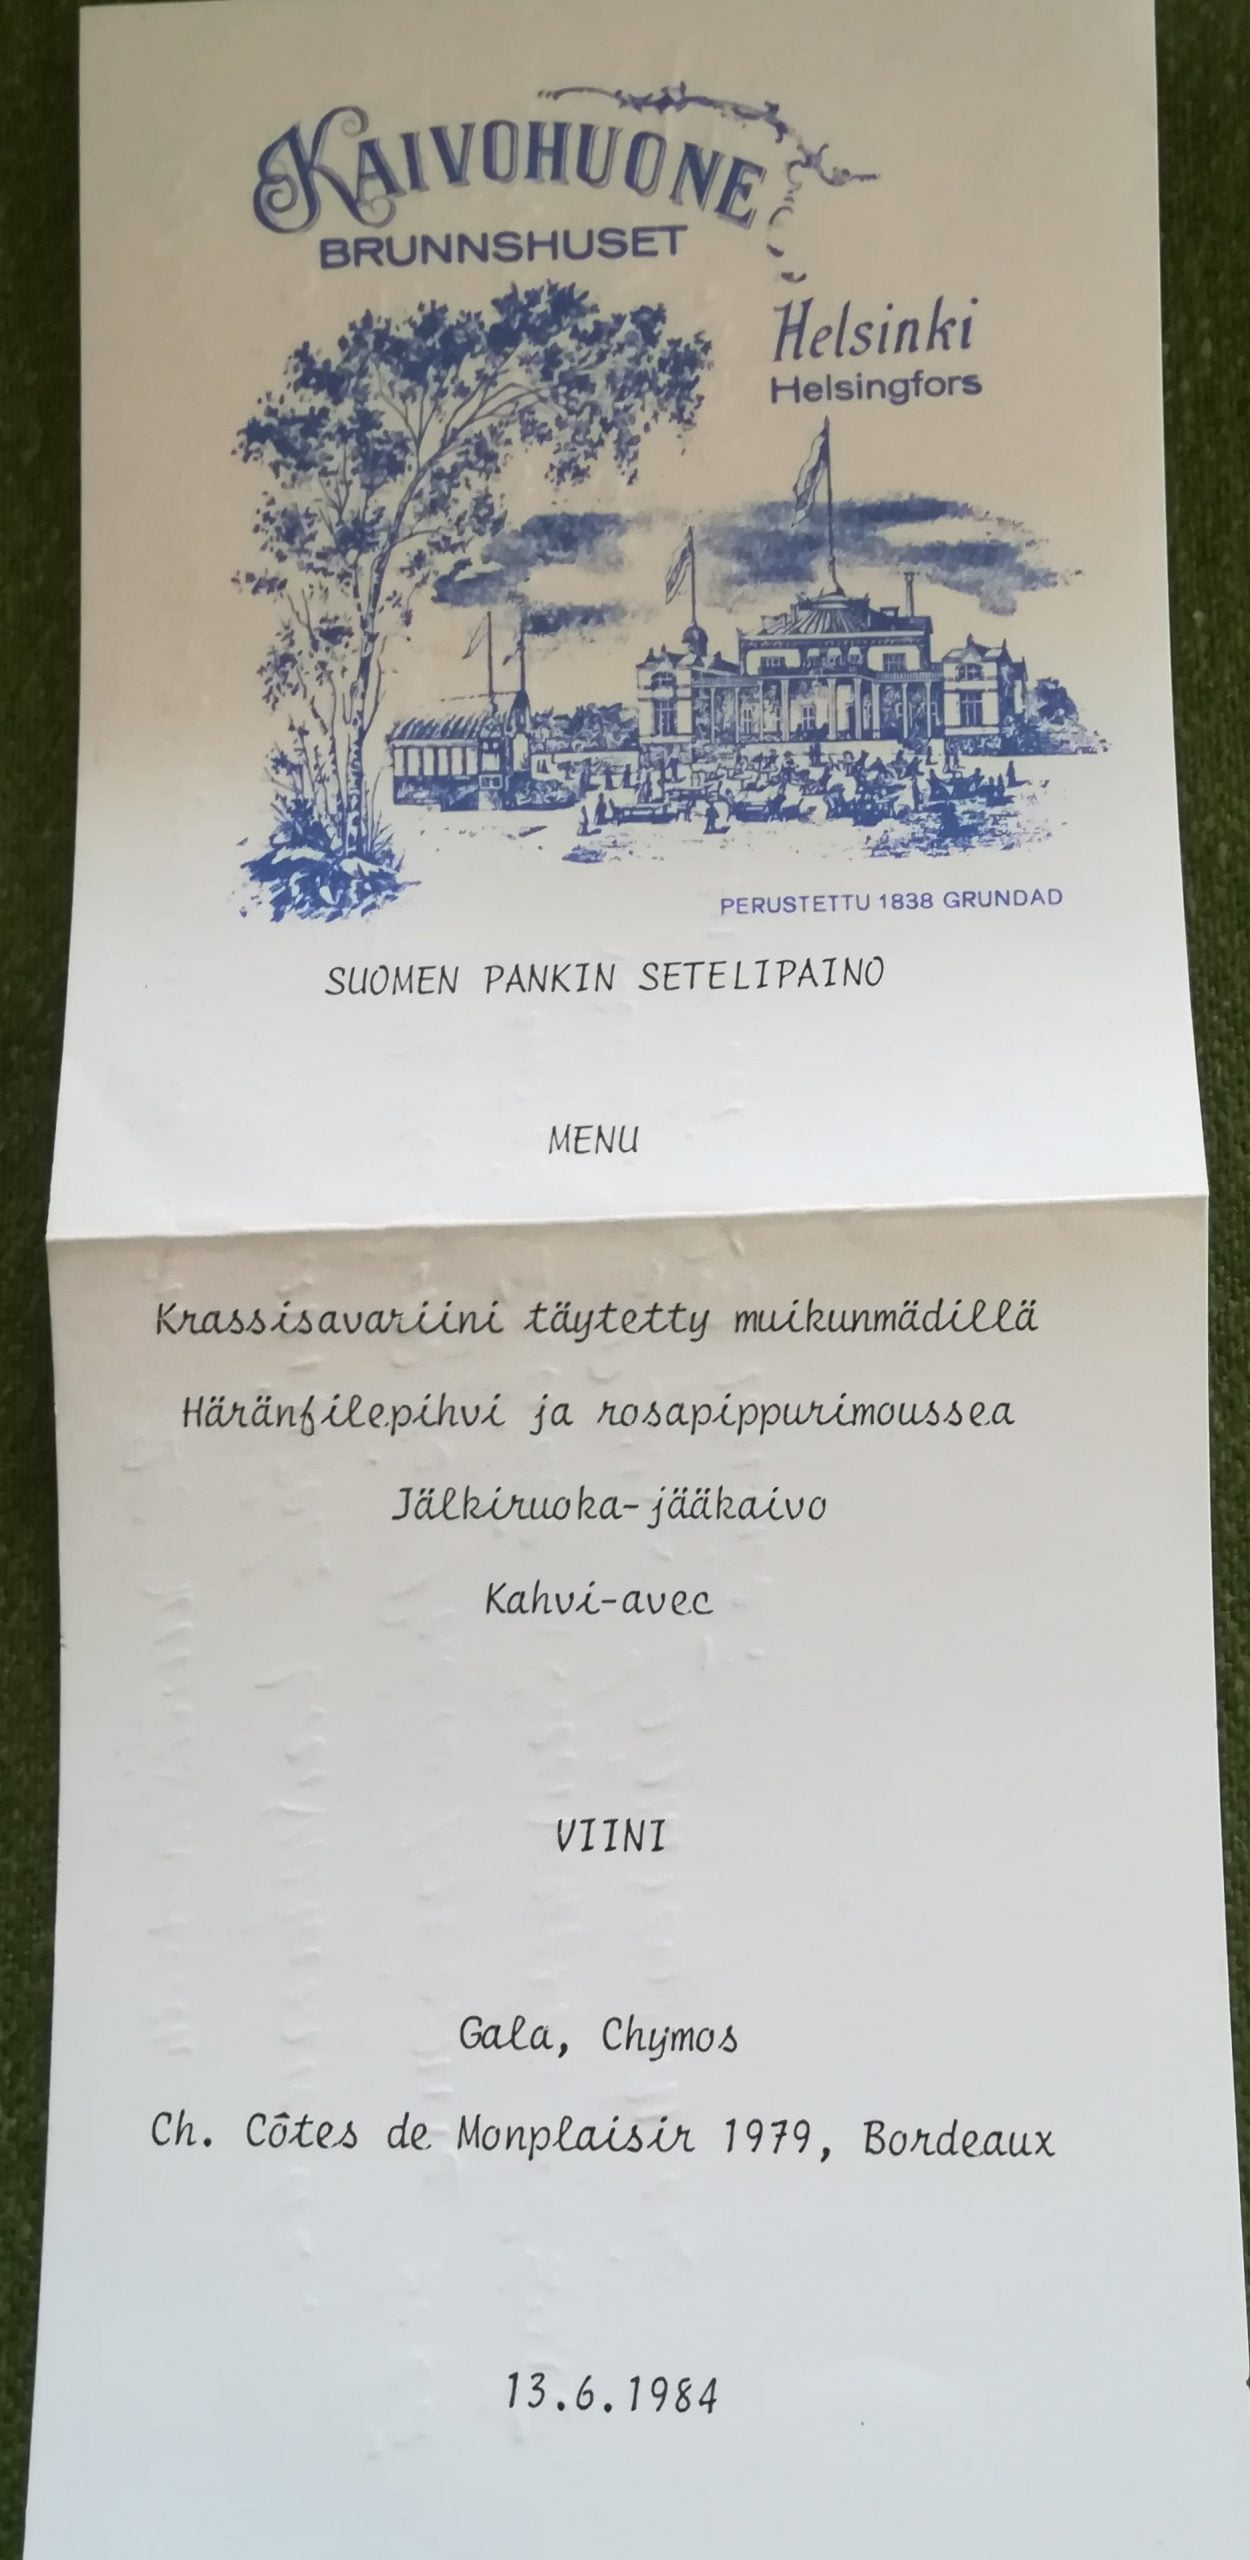 KAIVOHUONE
BRUNNSHUSET
Helsinki
Helsingfors
PERUSTETTU 1838 GRUNDAD
SUOMEN PANKIN SETELIPAINO
MENU
Krassisavariini täytetty muikunmädillä
Häränfilepihvi ja rosapippurimoussea
Jälkiruoka-jääkaivo
Kahvi-avec
VIINI
Gala, Chymos
Ch. Côtes de Monplaisir 1979, Bordeaux
13.6.1984